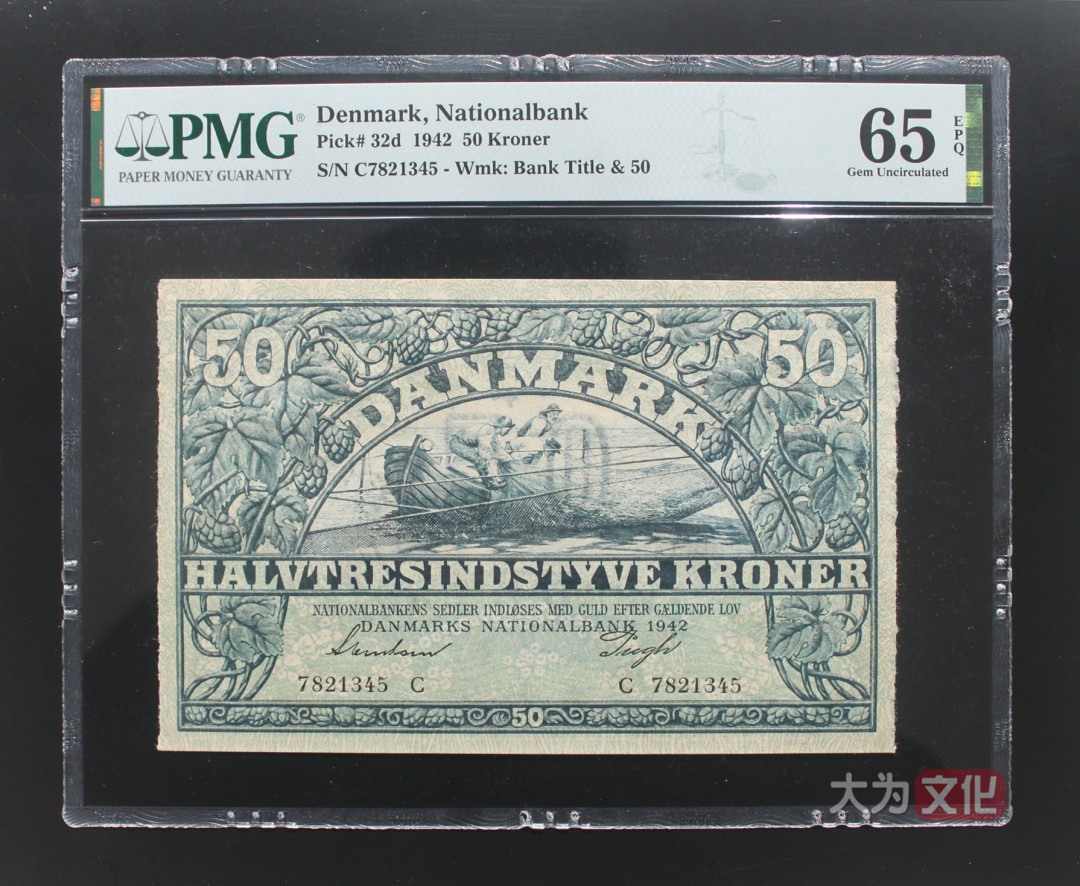 PMG®
PAPER MONEY GUARANTY
Denmark, Nationalbank
Pick# 32d 1942 50 Kroner
S/N C7821345 - Wmk: Bank Title & 50
65 EPQ
Gem Uncirculated
50 50
DANMARK
HALVTRESINDSTYVE KRONER
NATIONALBANKENS SEDLER INDLØSES MED GULD EFTER GÆLDENDE LOV
DANMARKS NATIONALBANK 1942
Svendsen Riegh
7821345 C C 7821345
50
大为文化